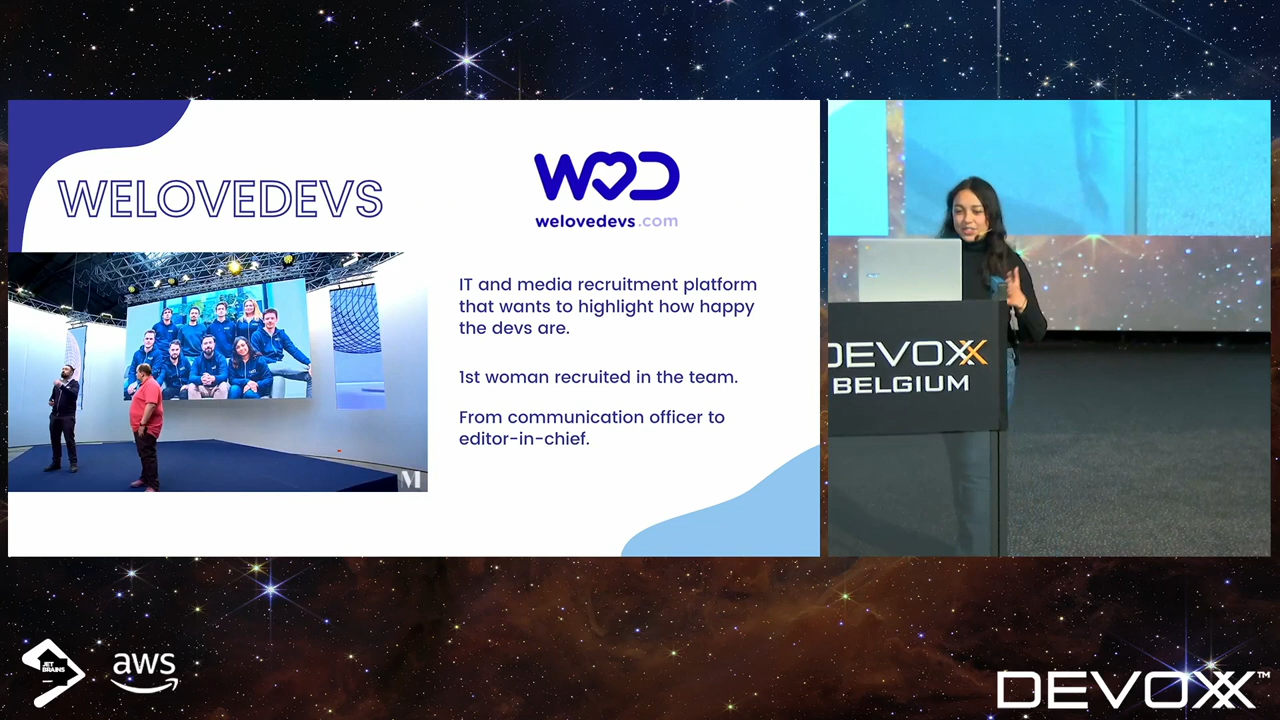 WELOVEDEVS
WD
welovedevs.com
IT and media recruitment platform
that wants to highlight how happy
the devs are.
1st woman recruited in the team.
From communication officer to
editor-in-chief.
M
DEVOXX
BELGIUM
JET
BRAINS
aws
DEVOXX™